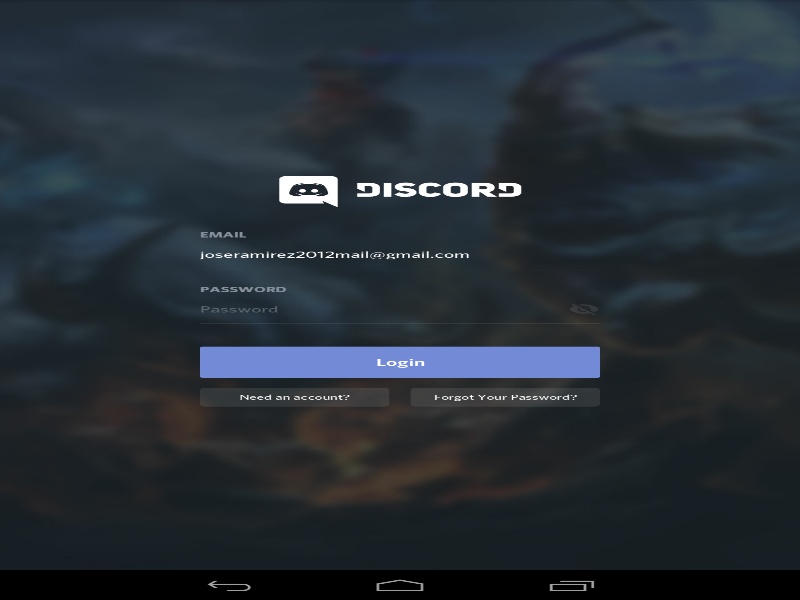 DISCORD
EMAIL
joseramirez2012mail@gmail.com
PASSWORD
Password
Login
Need an account? Forgot Your Password?